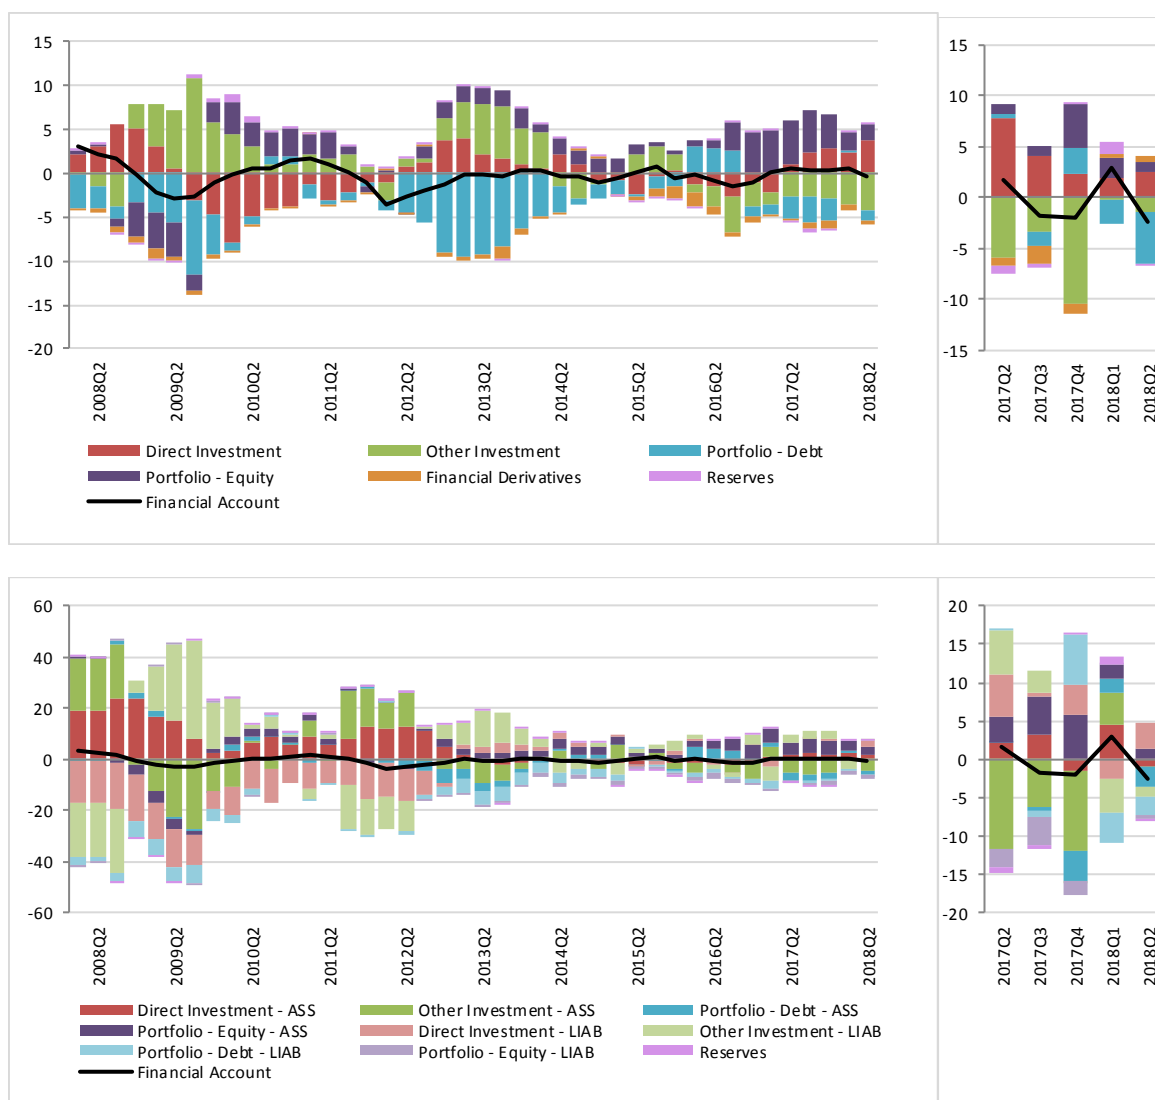 15
10
5
0
-5
-10
-15
-20
2008Q2
2009Q2
2010Q2
2011Q2
2012Q2
2013Q2
2014Q2
2015Q2
2016Q2
2017Q2
2018Q2
Direct Investment
Other Investment
Portfolio - Debt
Portfolio - Equity
Financial Derivatives
Reserves
Financial Account
15
10
5
0
-5
-10
-15
2017Q2
2017Q3
2017Q4
2018Q1
2018Q2
60
40
20
0
-20
-40
-60
2008Q2
2009Q2
2010Q2
2011Q2
2012Q2
2013Q2
2014Q2
2015Q2
2016Q2
2017Q2
2018Q2
Direct Investment - ASS
Other Investment - ASS
Portfolio - Debt - ASS
Portfolio - Equity - ASS
Direct Investment - LIAB
Other Investment - LIAB
Portfolio - Debt - LIAB
Portfolio - Equity - LIAB
Reserves
Financial Account
20
15
10
5
0
-5
-10
-15
-20
2017Q2
2017Q3
2017Q4
2018Q1
2018Q2